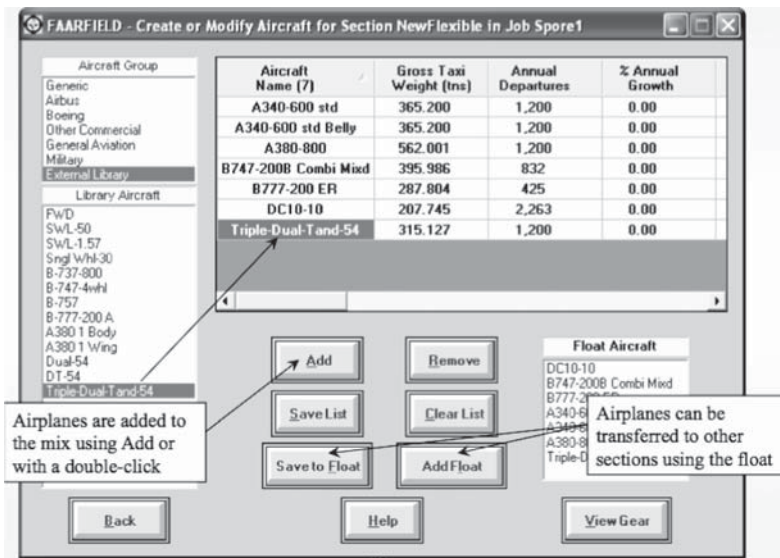 FAARFIELD - Create or Modify Aircraft for Section NewFlexible in Job Spore1
Aircraft Group
Generic
Airbus
Boeing
Other Commercial
General Aviation
Military
External Library
Library Aircraft
FWD
SWL-50
SWL-1.57
Sngl Whl-30
B-737-800
B-747-4whl
B-757
B-777-200 A
A380 1 Body
A380 1 Wing
Dual-54
DT-54
Triple-Dual-Tand-54
Aircraft Name (7) Gross Taxi Weight (tns) Annual Departures % Annual Growth
A340-600 std 365.200 1,200 0.00
A340-600 std Belly 365.200 1,200 0.00
A380-800 562.001 1,200 0.00
B747-200B Combi Mixd 395.986 832 0.00
B777-200 ER 287.804 425 0.00
DC10-10 207.745 2,263 0.00
Triple-Dual-Tand-54 315.127 1,200 0.00
Add
Remove
Save List
Clear List
Save to Float
Add Float
Float Aircraft
DC10-10
B747-200B Combi Mixd
Airplanes are added to
the mix using Add or
with a double-click
Airplanes can be
transferred to other
sections using the float
Back
Help
View Gear